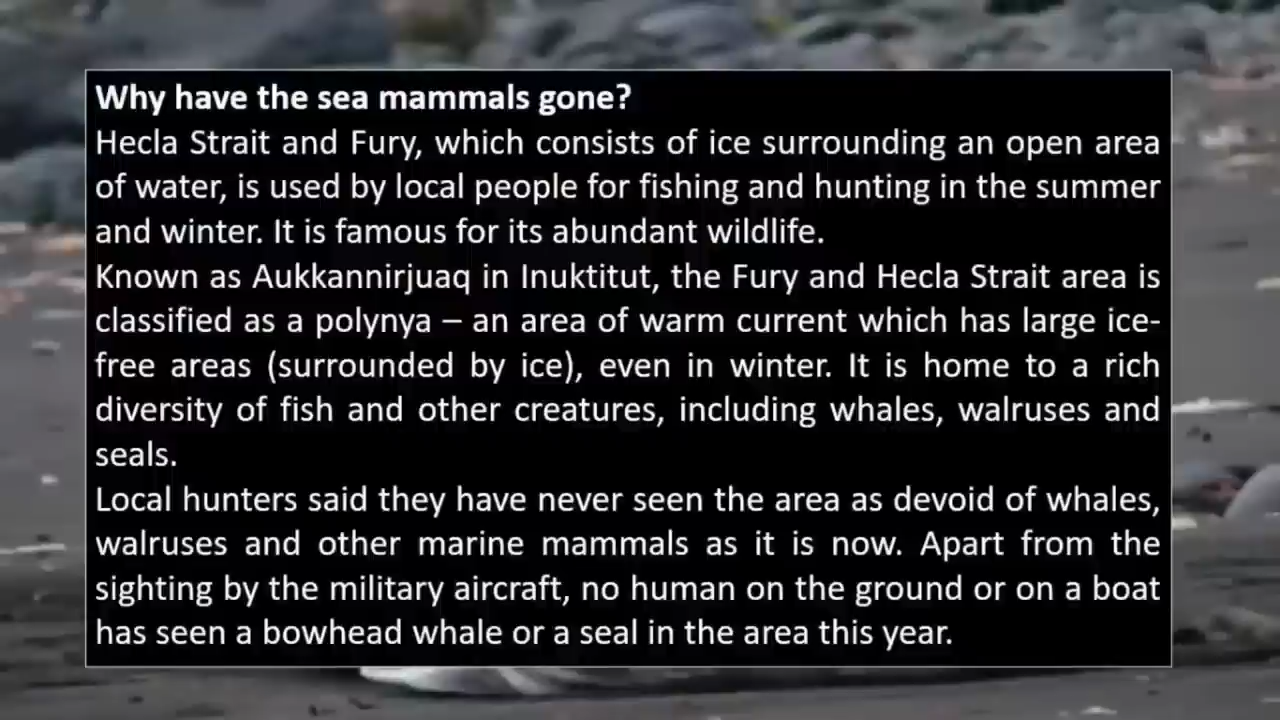 Why have the sea mammals gone?
Hecla Strait and Fury, which consists of ice surrounding an open area
of water, is used by local people for fishing and hunting in the summer
and winter. It is famous for its abundant wildlife.
Known as Aukkannirjuaq in Inuktitut, the Fury and Hecla Strait area is
classified as a polynya – an area of warm current which has large ice-
free areas (surrounded by ice), even in winter. It is home to a rich
diversity of fish and other creatures, including whales, walruses and
seals.
Local hunters said they have never seen the area as devoid of whales,
walruses and other marine mammals as it is now. Apart from the
sighting by the military aircraft, no human on the ground or on a boat
has seen a bowhead whale or a seal in the area this year.